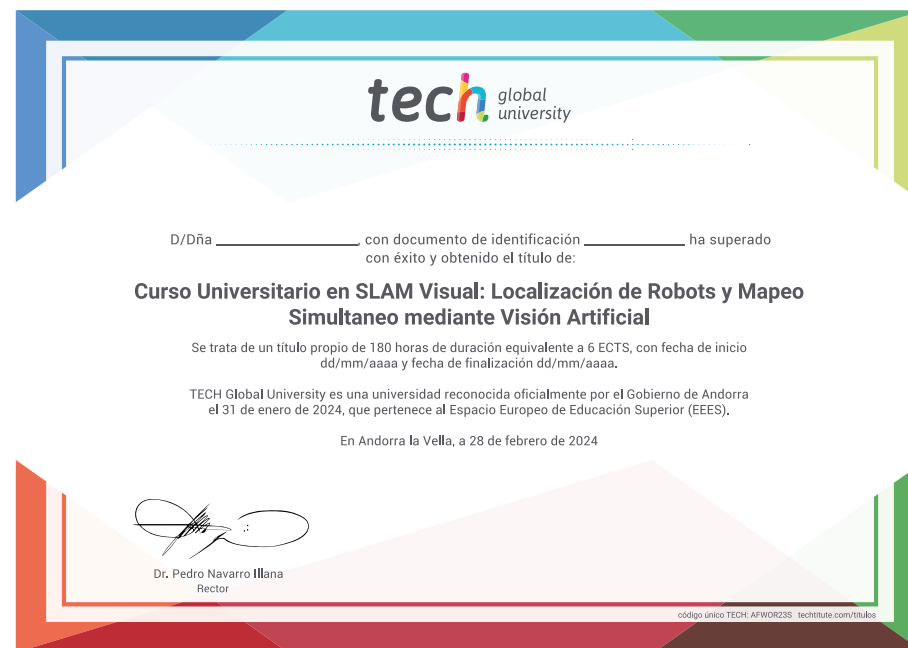 tech global university
D/Dña ______________________, con documento de identificación ________________ ha superado
con éxito y obtenido el título de:
Curso Universitario en SLAM Visual: Localización de Robots y Mapeo
Simultaneo mediante Visión Artificial
Se trata de un título propio de 180 horas de duración equivalente a 6 ECTS, con fecha de inicio
dd/mm/aaaa y fecha de finalización dd/mm/aaaa.
TECH Global University es una universidad reconocida oficialmente por el Gobierno de Andorra
el 31 de enero de 2024, que pertenece al Espacio Europeo de Educación Superior (EEES).
En Andorra la Vella, a 28 de febrero de 2024
Dr. Pedro Navarro Illana
Rector
código único TECH: AFWOR23S techtitute.com/titulos